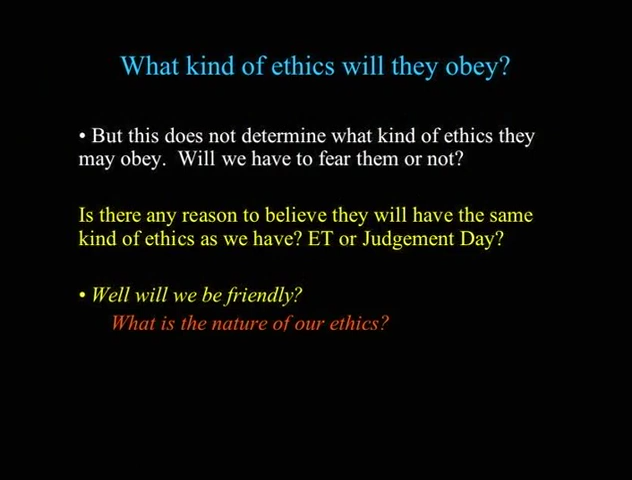 What kind of ethics will they obey?
• But this does not determine what kind of ethics they
may obey.  Will we have to fear them or not?
Is there any reason to believe they will have the same
kind of ethics as we have? ET or Judgement Day?
• Well will we be friendly?
What is the nature of our ethics?